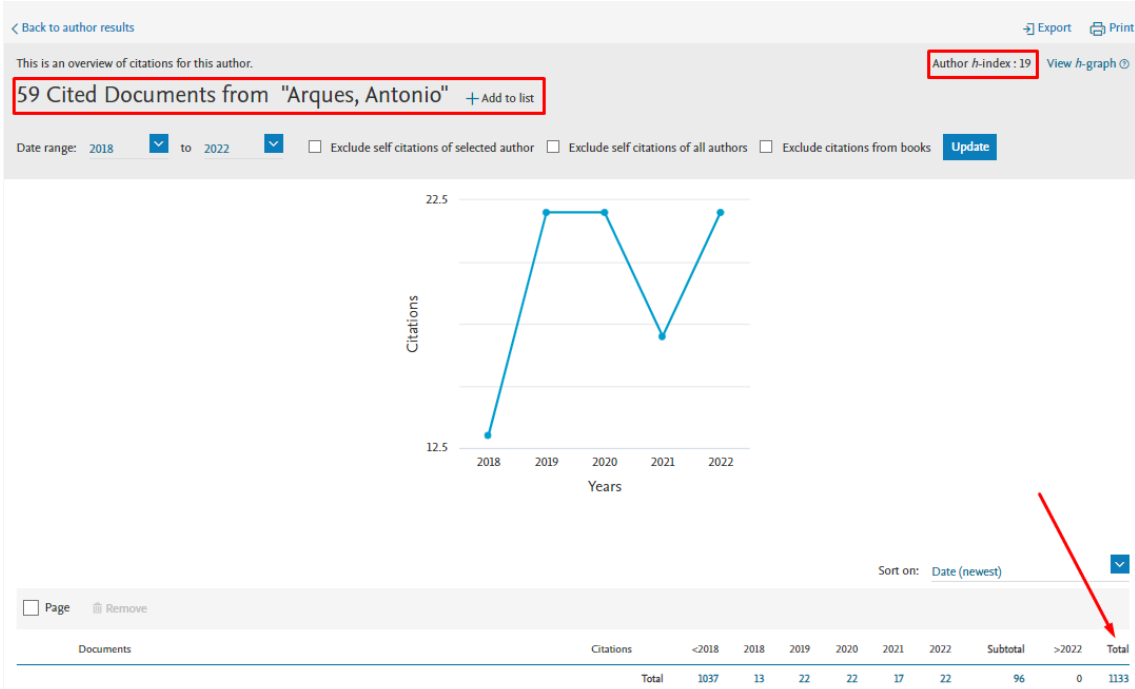 Back to author results
Export Print
This is an overview of citations for this author.
Author h-index : 19 View h-graph
59 Cited Documents from "Arques, Antonio" + Add to list
Date range: 2018 to 2022 Exclude self citations of selected author Exclude self citations of all authors Exclude citations from books Update
22.5
Citations
12.5
2018 2019 2020 2021 2022
Years
Sort on: Date (newest)
Page Remove
Documents Citations <2018 2018 2019 2020 2021 2022 Subtotal >2022 Total
Total 1037 13 22 22 17 22 96 0 1133